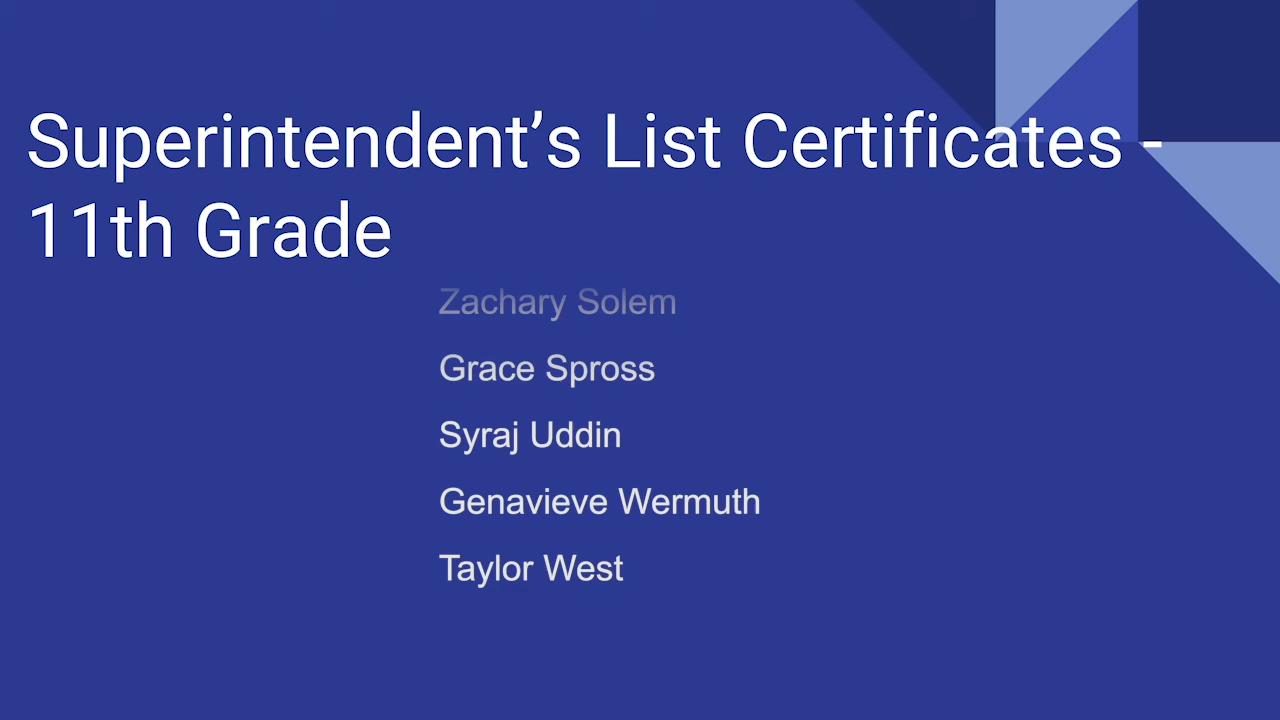 Superintendent’s List Certificates -
11th Grade
Zachary Solem
Grace Spross
Syraj Uddin
Genavieve Wermuth
Taylor West